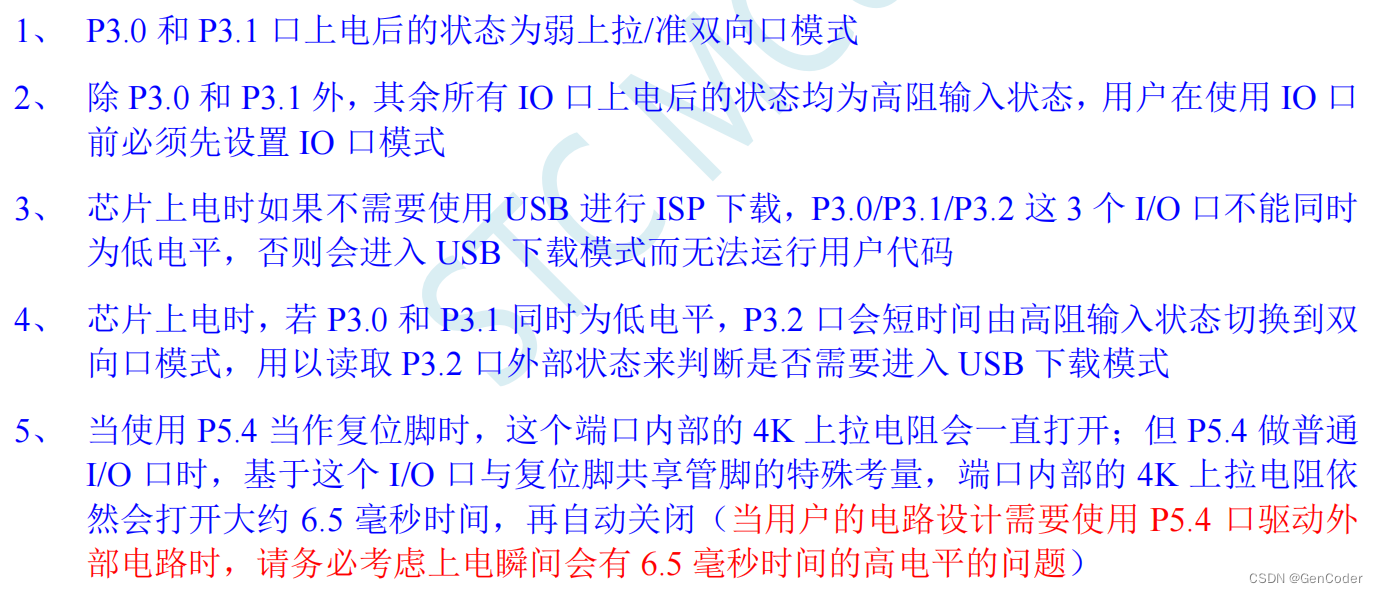 1、 P3.0 和 P3.1 口上电后的状态为弱上拉/准双向口模式
2、 除 P3.0 和 P3.1 外，其余所有 IO 口上电后的状态均为高阻输入状态，用户在使用 IO 口
前必须先设置 IO 口模式
3、 芯片上电时如果不需要使用 USB 进行 ISP 下载，P3.0/P3.1/P3.2 这 3 个 I/O 口不能同时
为低电平，否则会进入 USB 下载模式而无法运行用户代码
4、 芯片上电时，若 P3.0 和 P3.1 同时为低电平，P3.2 口会短时间由高阻输入状态切换到双
向口模式，用以读取 P3.2 口外部状态来判断是否需要进入 USB 下载模式
5、 当使用 P5.4 当作复位脚时，这个端口内部的 4K 上拉电阻会一直打开；但 P5.4 做普通
I/O 口时，基于这个 I/O 口与复位脚共享管脚的特殊考量，端口内部的 4K 上拉电阻依
然会打开大约 6.5 毫秒时间，再自动关闭（当用户的电路设计需要使用 P5.4 口驱动外
部电路时，请务必考虑上电瞬间会有 6.5 毫秒时间的高电平的问题）
STC MC
CSDN @GenCoder